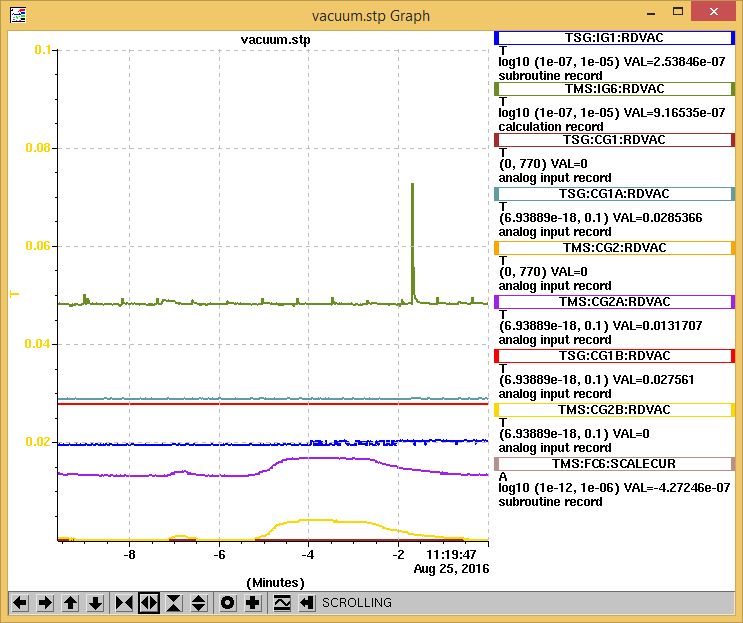 vacuum.stp Graph
vacuum.stp
0.1
0.08
0.06
T
0.04
0.02
-8
-6
-4
-2
11:19:47
Aug 25, 2016
(Minutes)
TSG:IG1:RDVAC
T
log10 (1e-07, 1e-05) VAL=2.53846e-07
subroutine record
TMS:IG6:RDVAC
T
log10 (1e-07, 1e-05) VAL=9.16535e-07
calculation record
TSG:CG1:RDVAC
T
(0, 770) VAL=0
analog input record
TSG:CG1A:RDVAC
T
(6.93889e-18, 0.1) VAL=0.0285366
analog input record
TMS:CG2:RDVAC
T
(0, 770) VAL=0
analog input record
TMS:CG2A:RDVAC
T
(6.93889e-18, 0.1) VAL=0.0131707
analog input record
TSG:CG1B:RDVAC
T
(6.93889e-18, 0.1) VAL=0.027561
analog input record
TMS:CG2B:RDVAC
T
(6.93889e-18, 0.1) VAL=0
analog input record
TMS:FC6:SCALECUR
A
log10 (1e-12, 1e-06) VAL=-4.27246e-07
subroutine record
SCROLLING